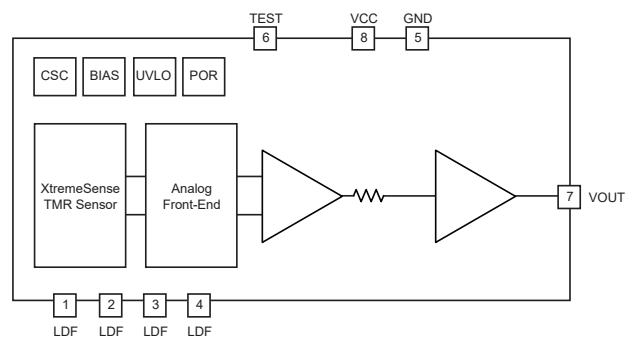 TEST VCC GND
6 8 5
CSC BIAS UVLO POR
XtremeSense
TMR Sensor
Analog
Front-End
7 VOUT
1 2 3 4
LDF LDF LDF LDF